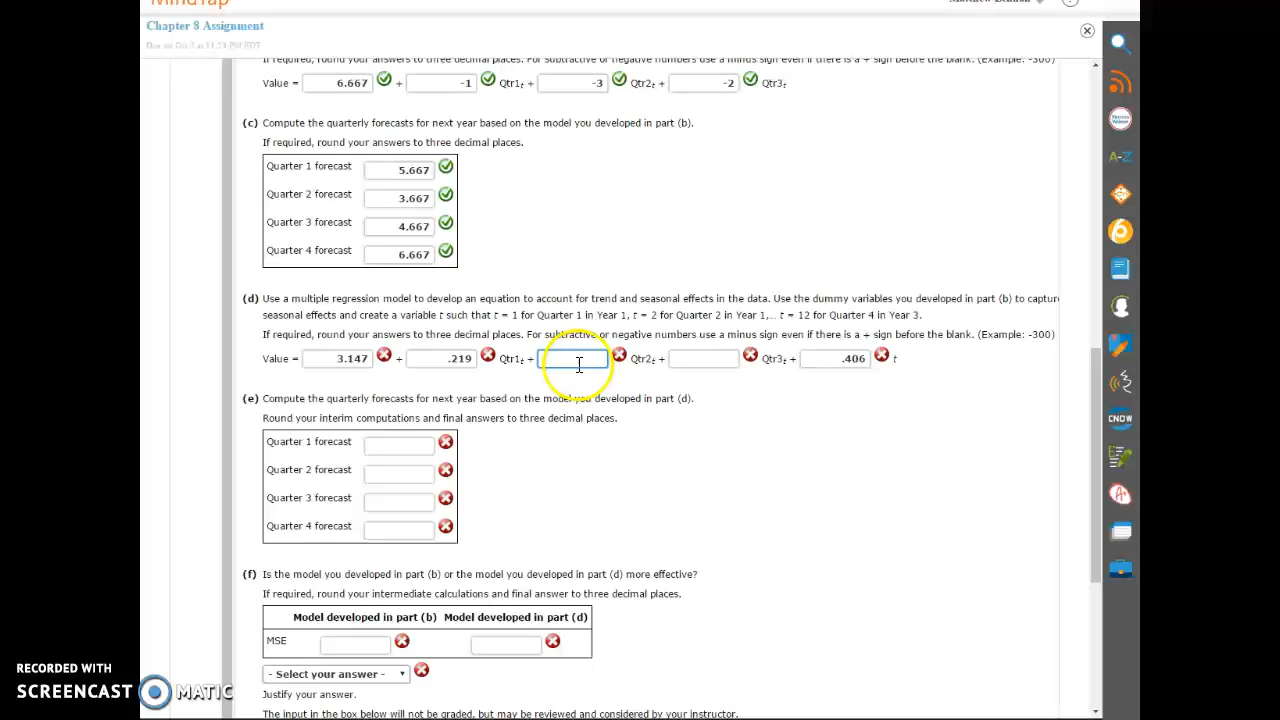 MindTap
Chapter 8 Assignment
If required, round your answers to three decimal places. For subtractive or negative numbers use a minus sign even if there is a + sign before the blank. (Example: -300)
Value = 6.667 + -1 Qtr1t + -3 Qtr2t + -2 Qtr3t
(c) Compute the quarterly forecasts for next year based on the model you developed in part (b).
If required, round your answers to three decimal places.
Quarter 1 forecast 5.667
Quarter 2 forecast 3.667
Quarter 3 forecast 4.667
Quarter 4 forecast 6.667
(d) Use a multiple regression model to develop an equation to account for trend and seasonal effects in the data. Use the dummy variables you developed in part (b) to capture
seasonal effects and create a variable t such that t = 1 for Quarter 1 in Year 1, t = 2 for Quarter 2 in Year 1,... t = 12 for Quarter 4 in Year 3.
If required, round your answers to three decimal places. For subtractive or negative numbers use a minus sign even if there is a + sign before the blank. (Example: -300)
Value = 3.147 + .219 Qtr1t + Qtr2t + Qtr3t + .406 t
(e) Compute the quarterly forecasts for next year based on the model you developed in part (d).
Round your interim computations and final answers to three decimal places.
Quarter 1 forecast
Quarter 2 forecast
Quarter 3 forecast
Quarter 4 forecast
(f) Is the model you developed in part (b) or the model you developed in part (d) more effective?
If required, round your intermediate calculations and final answer to three decimal places.
Model developed in part (b) Model developed in part (d)
MSE
- Select your answer -
Justify your answer.
The input in the box below will not be graded, but may be reviewed and considered by your instructor.
A-Z
CNOW
A+
RECORDED WITH
SCREENCAST MATIC